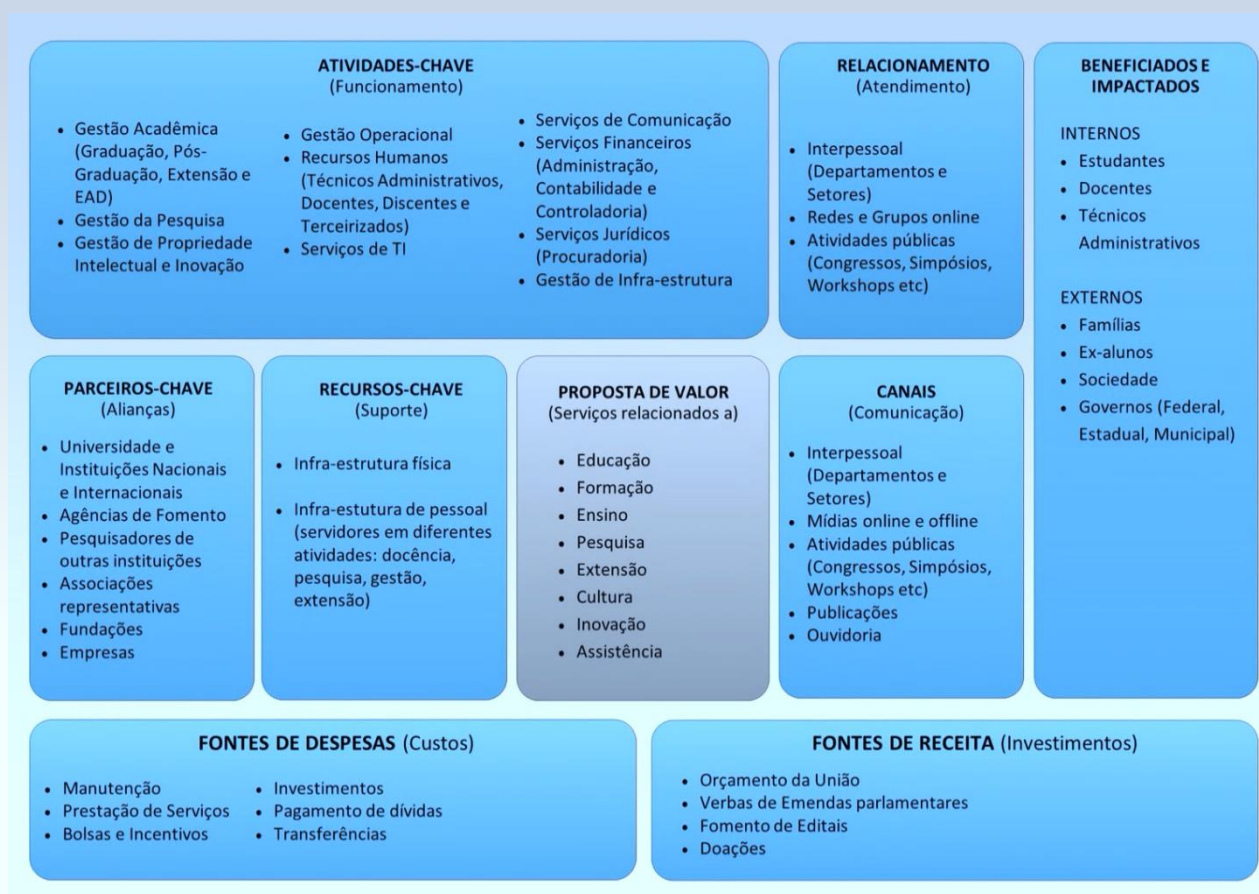 ATIVIDADES-CHAVE
(Funcionamento)
• Gestão Acadêmica
(Graduação, Pós-
Graduação, Extensão e
EAD)
• Gestão da Pesquisa
• Gestão de Propriedade
Intelectual e Inovação
• Gestão Operacional
• Recursos Humanos
(Técnicos Administrativos,
Docentes, Discentes e
Terceirizados)
• Serviços de TI
• Serviços de Comunicação
• Serviços Financeiros
(Administração,
Contabilidade e
Controladoria)
• Serviços Jurídicos
(Procuradoria)
• Gestão de Infra-estrutura
RELACIONAMENTO
(Atendimento)
• Interpessoal
(Departamentos e
Setores)
• Redes e Grupos online
• Atividades públicas
(Congressos, Simpósios,
Workshops etc)
BENEFICIADOS E
IMPACTADOS
INTERNOS
• Estudantes
• Docentes
• Técnicos
Administrativos
EXTERNOS
• Famílias
• Ex-alunos
• Sociedade
• Governos (Federal,
Estadual, Municipal)
PARCEIROS-CHAVE
(Alianças)
• Universidade e
Instituições Nacionais
e Internacionais
• Agências de Fomento
• Pesquisadores de
outras instituições
• Associações
representativas
• Fundações
• Empresas
RECURSOS-CHAVE
(Suporte)
• Infra-estrutura física
• Infra-estutura de pessoal
(servidores em diferentes
atividades: docência,
pesquisa, gestão,
extensão)
PROPOSTA DE VALOR
(Serviços relacionados a)
• Educação
• Formação
• Ensino
• Pesquisa
• Extensão
• Cultura
• Inovação
• Assistência
CANAIS
(Comunicação)
• Interpessoal
(Departamentos e
Setores)
• Mídias online e offline
• Atividades públicas
(Congressos, Simpósios,
Workshops etc)
• Publicações
• Ouvidoria
FONTES DE DESPESAS (Custos)
• Manutenção
• Prestação de Serviços
• Bolsas e Incentivos
• Investimentos
• Pagamento de dívidas
• Transferências
FONTES DE RECEITA (Investimentos)
• Orçamento da União
• Verbas de Emendas parlamentares
• Fomento de Editais
• Doações